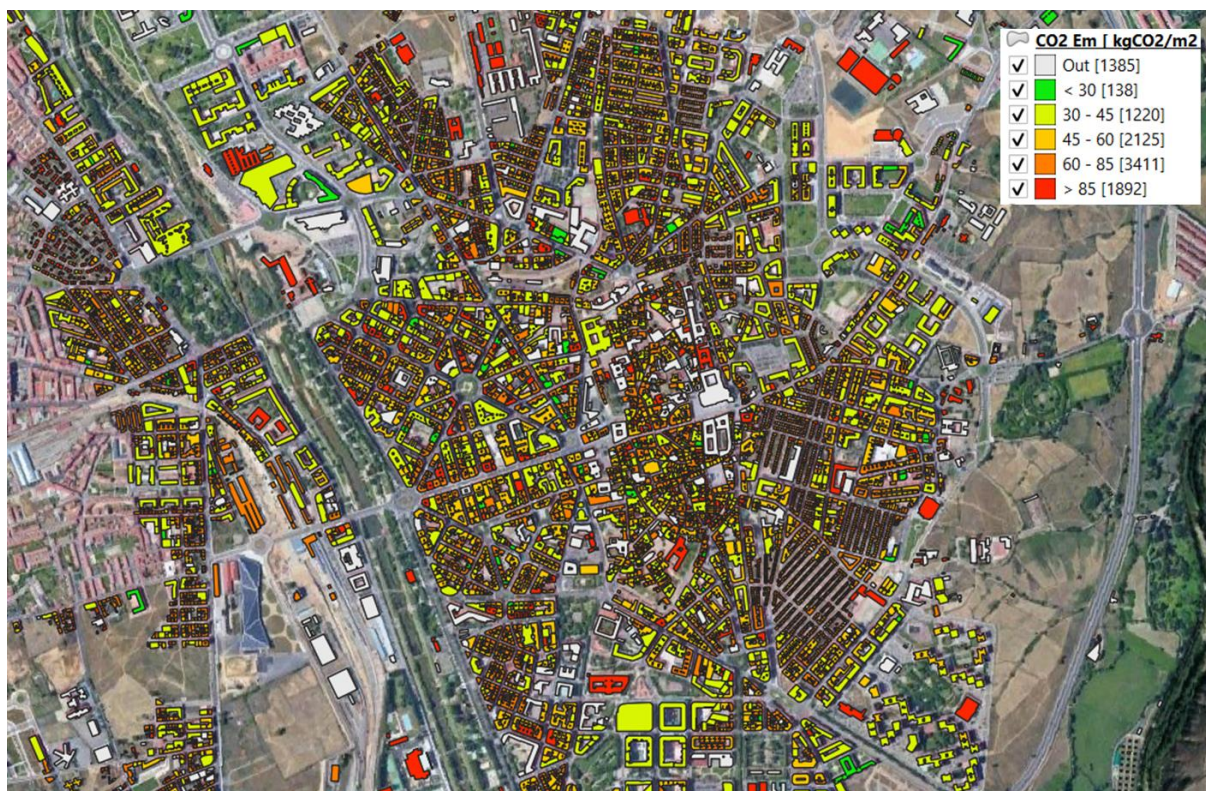 CO2 Em [ kgCO2/m2
Out [1385]
< 30 [138]
30 - 45 [1220]
45 - 60 [2125]
60 - 85 [3411]
> 85 [1892]